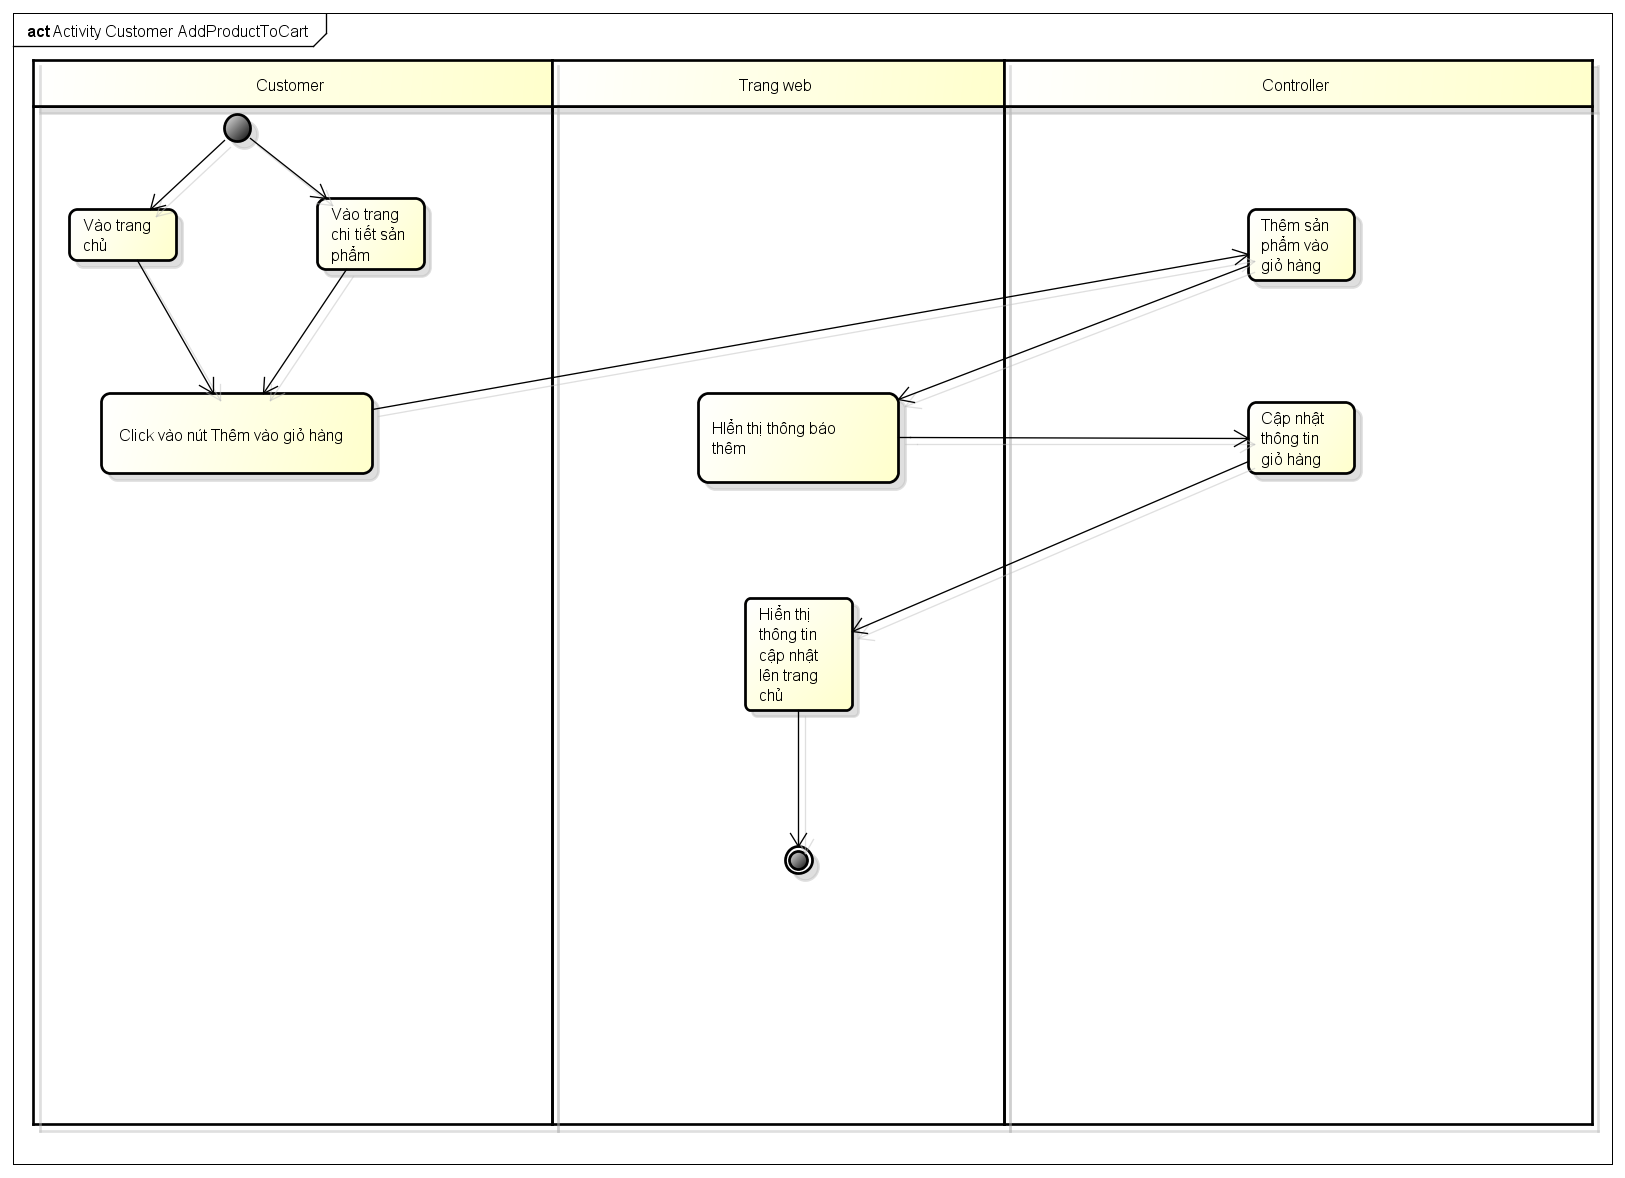 act Activity Customer AddProductToCart
Customer
Trang web
Controller
Vào trang
chủ
Vào trang
chi tiết sản
phẩm
Thêm sản
phẩm vào
giỏ hàng
Click vào nút Thêm vào giỏ hàng
HIển thị thông báo
thêm
Cập nhật
thông tin
giỏ hàng
Hiển thị
thông tin
cập nhật
lên trang
chủ